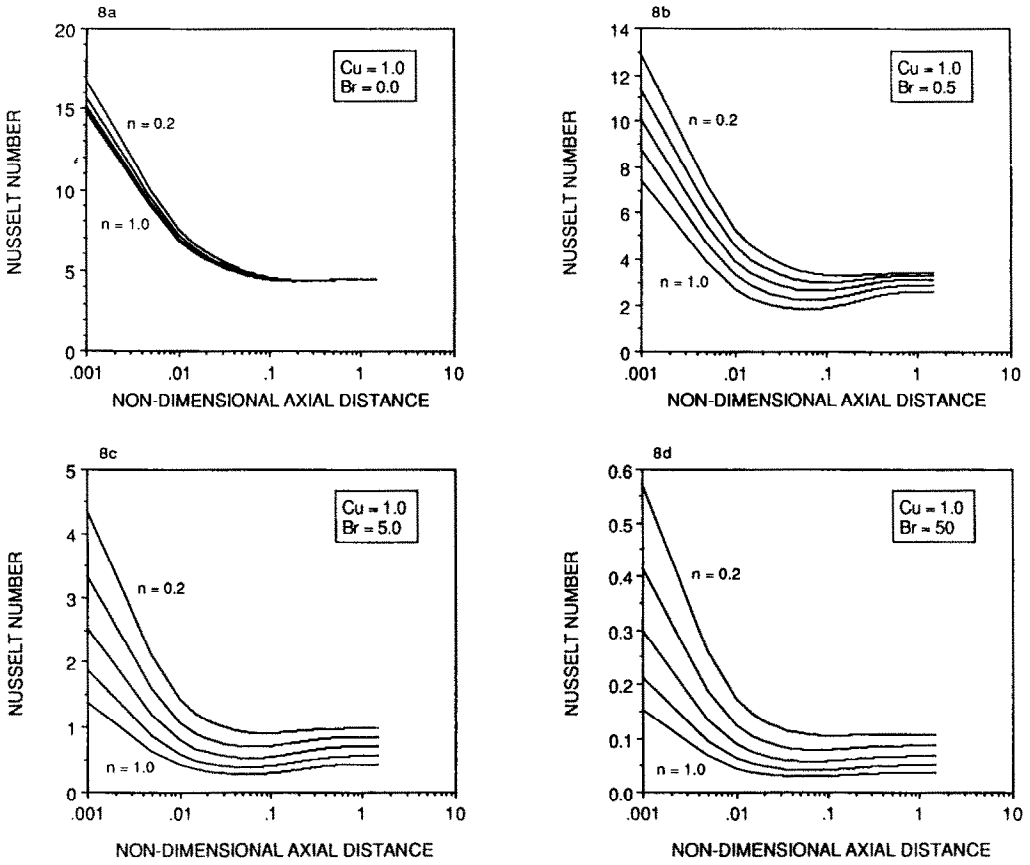 8a
20
15
10
5
0
NUSSELT NUMBER
Cu = 1.0
Br = 0.0
n = 0.2
n = 1.0
.001 .01 .1 1 10
NON-DIMENSIONAL AXIAL DISTANCE
8b
14
12
10
8
6
4
2
0
NUSSELT NUMBER
Cu = 1.0
Br = 0.5
n = 0.2
n = 1.0
.001 .01 .1 1 10
NON-DIMENSIONAL AXIAL DISTANCE
8c
5
4
3
2
1
0
NUSSELT NUMBER
Cu = 1.0
Br = 5.0
n = 0.2
n = 1.0
.001 .01 .1 1 10
NON-DIMENSIONAL AXIAL DISTANCE
8d
0.6
0.5
0.4
0.3
0.2
0.1
0.0
NUSSELT NUMBER
Cu = 1.0
Br = 50
n = 0.2
n = 1.0
.001 .01 .1 1 10
NON-DIMENSIONAL AXIAL DISTANCE